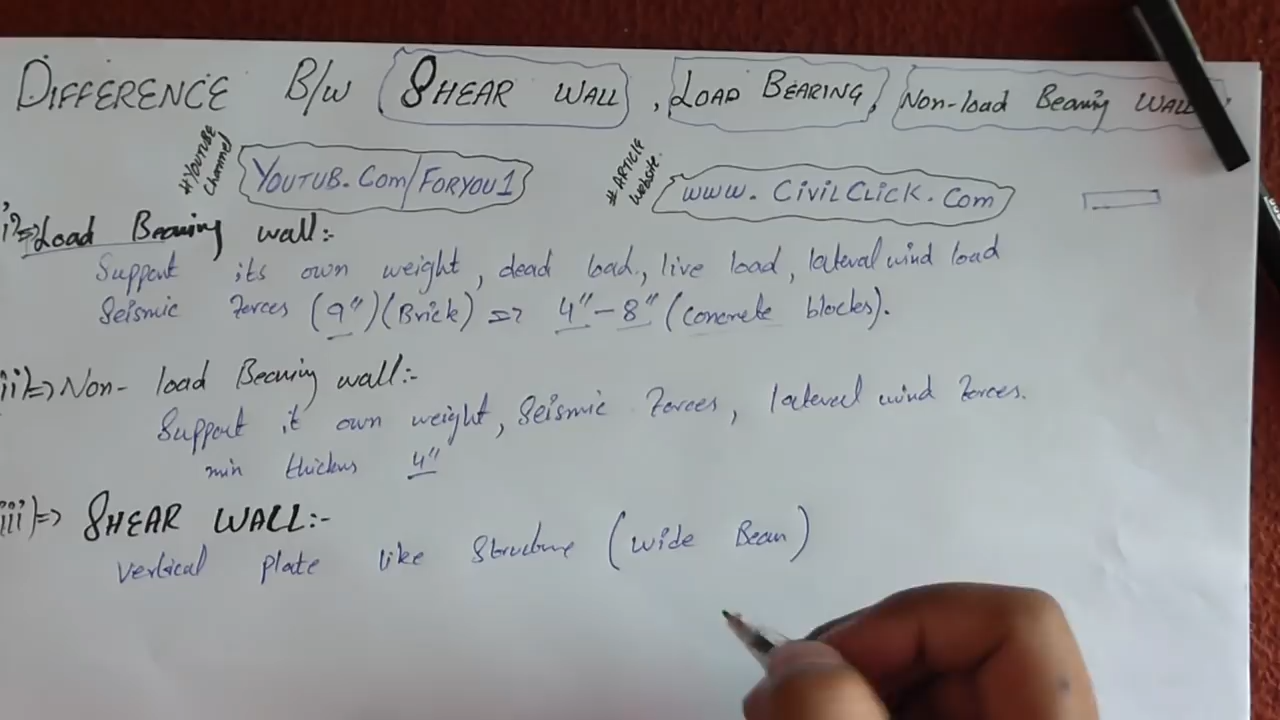 DIFFERENCE B/W SHEAR WALL, LOAD BEARING, Non-load Bearing WALL
#YOUTUBE Channel YOUTUB.Com/FORYOU1 #ARTICLE Website. www.CiViLCLiCK.Com
i)=> Load Bearing wall:-
Support its own weight, dead load, live load, lateral wind load
Seismic Forces (9")(Brick) => 4"-8" (concrete blocks).
ii)=> Non-load Bearing wall:-
Support it own weight, Seismic Forces, lateral wind Forces.
min thicknes 4"
iii)=> SHEAR WALL:-
Vertical plate like Structure (wide Beam)